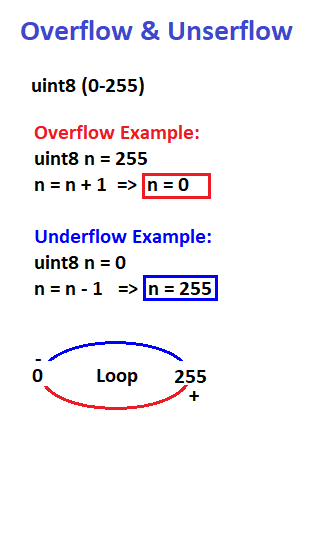 Overflow & Unserflow
uint8 (0-255)
Overflow Example:
uint8 n = 255
n = n + 1 => n = 0
Underflow Example:
uint8 n = 0
n = n - 1 => n = 255
-
0 Loop 255
+